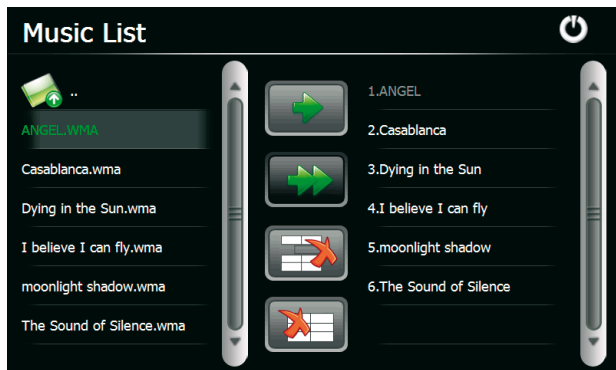 Music List
..
ANGEL.WMA
Casablanca.wma
Dying in the Sun.wma
I believe I can fly.wma
moonlight shadow.wma
The Sound of Silence.wma
1.ANGEL
2.Casablanca
3.Dying in the Sun
4.I believe I can fly
5.moonlight shadow
6.The Sound of Silence